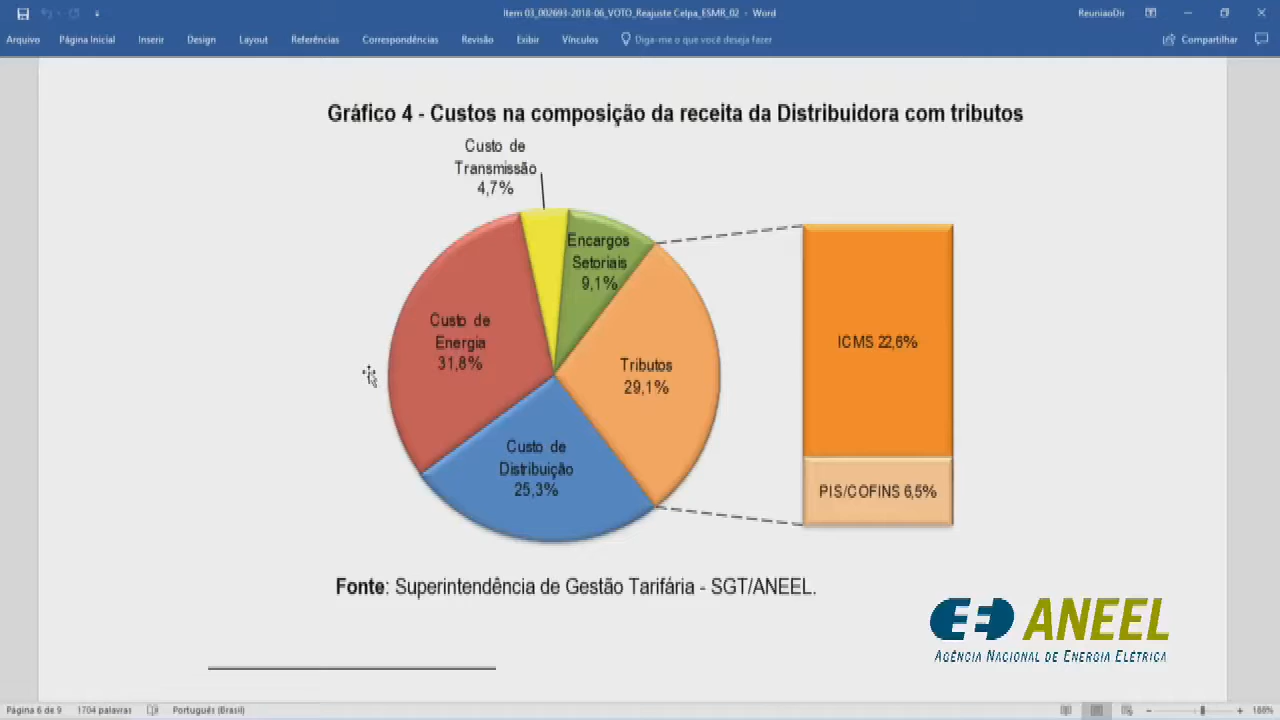 Item 03_002693-2018-06_VOTO_Reajuste Celpa_ESMR_02 - Word
ReuniaoDir
Arquivo Página Inicial Inserir Design Layout Referências Correspondências Revisão Exibir Vínculos Diga-me o que você deseja fazer Compartilhar
Gráfico 4 - Custos na composição da receita da Distribuidora com tributos
Custo de
Transmissão
4,7%
Encargos
Setoriais
9,1%
Custo de
Energia
31,8%
Tributos
29,1%
Custo de
Distribuição
25,3%
ICMS 22,6%
PIS/COFINS 6,5%
Fonte: Superintendência de Gestão Tarifária - SGT/ANEEL.
ANEEL
AGÊNCIA NACIONAL DE ENERGIA ELÉTRICA
Página 6 de 9 1704 palavras Português (Brasil)